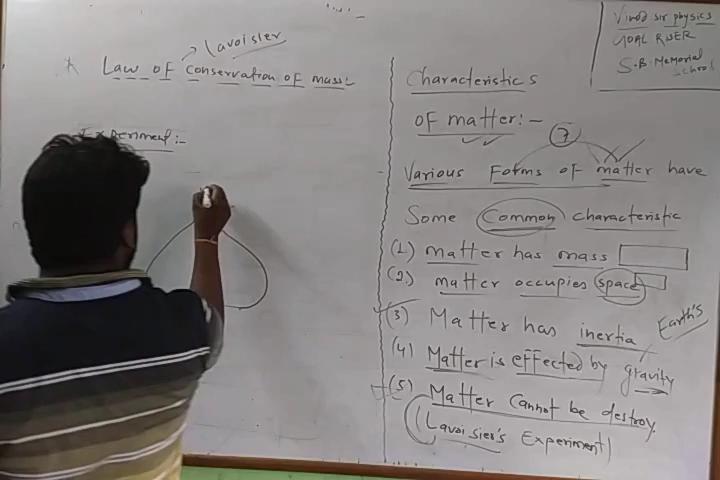 Lavoisier
* Law of conservation of mass:
Experiment:-
Vinod sir physics
GOAL RISER
S.B. Memorial
School
Characteristics
of matter:-
7
Various Forms of matter have
Some Common characteristic
(1) matter has mass
(2) matter occupies space
(3) Matter has inertia
Earth's
(4) Matter is effected by gravity
(5) Matter cannot be destroy.
(Lavoisier's Experiment)